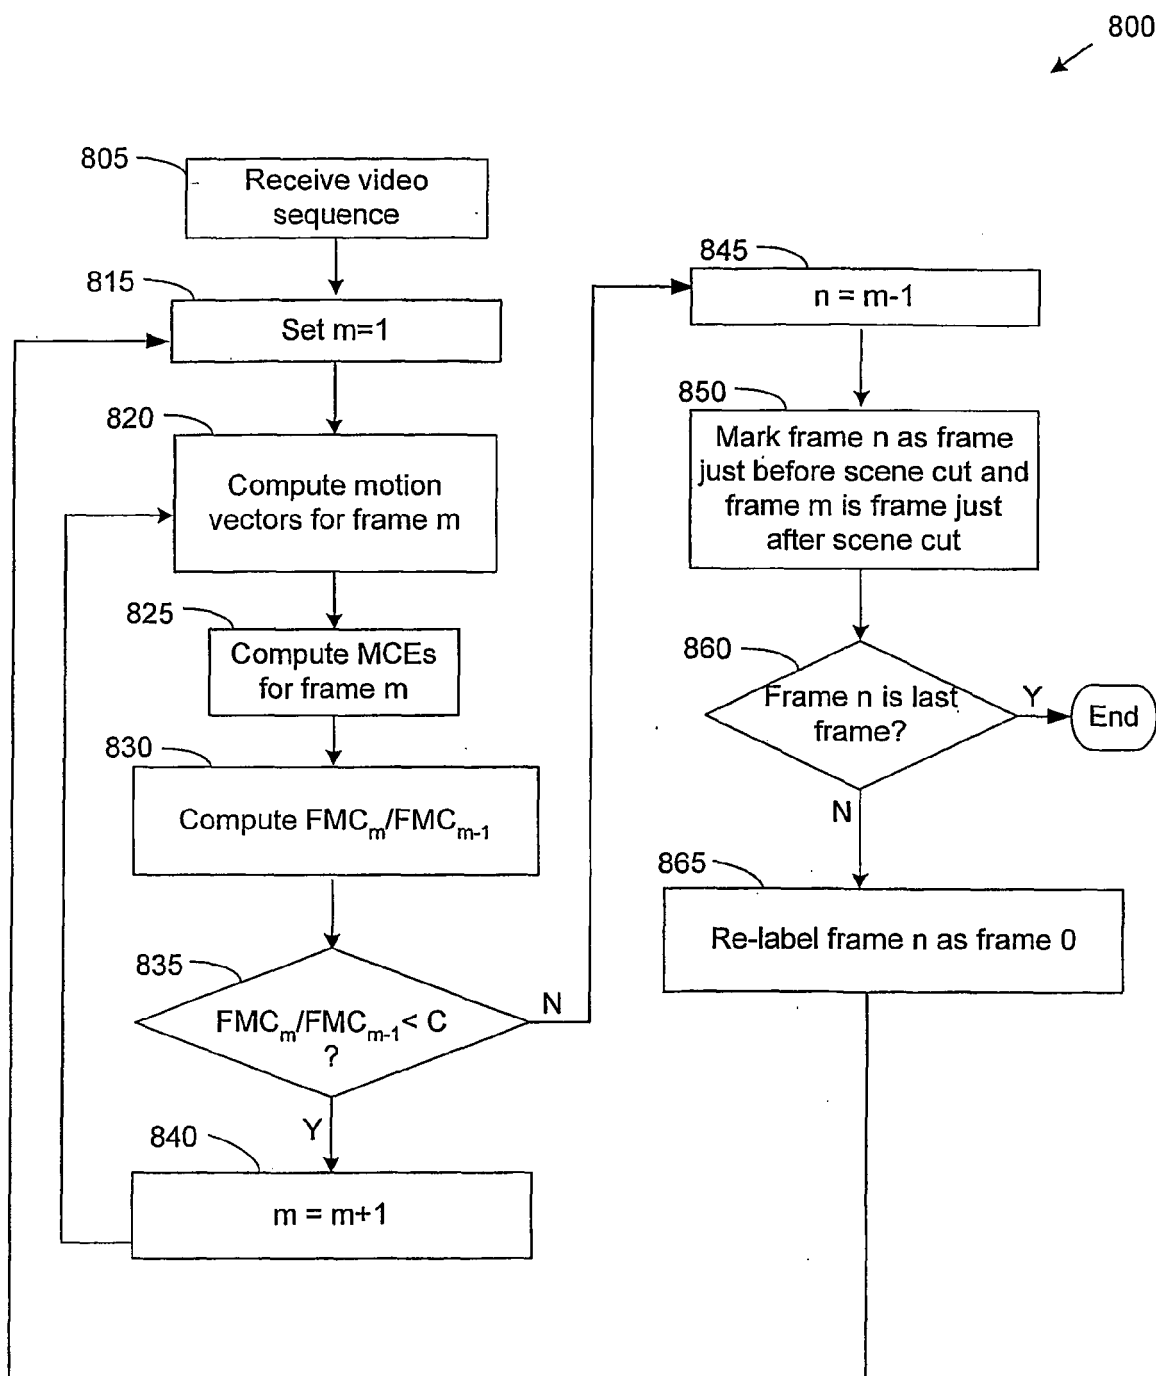 800
805
Receive video
sequence
815
Set m=1
820
Compute motion
vectors for frame m
825
Compute MCEs
for frame m
830
Compute FMCm/FMCm-1
835
FMCm/FMCm-1< C
?
N
Y
840
m = m+1
845
n = m-1
850
Mark frame n as frame
just before scene cut and
frame m is frame just
after scene cut
860
Frame n is last
frame?
Y
End
N
865
Re-label frame n as frame 0